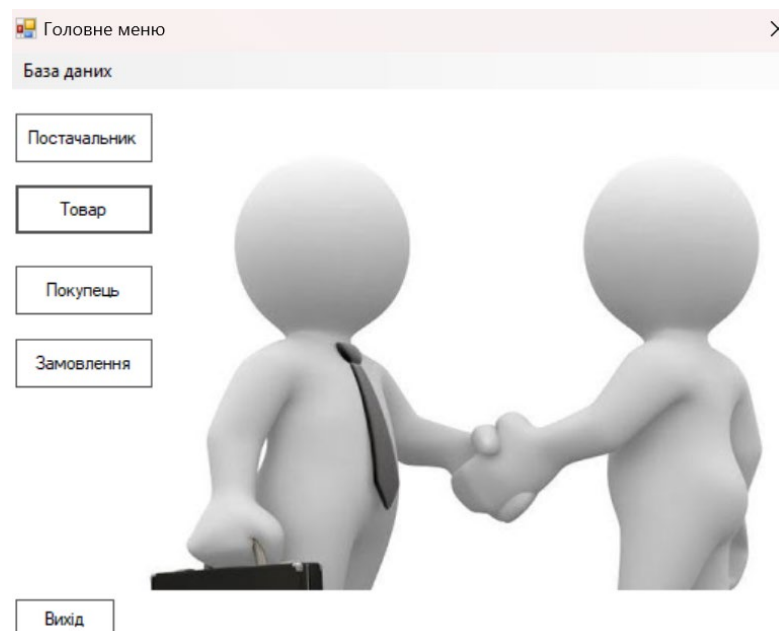 Головне меню
База даних
Постачальник
Товар
Покупець
Замовлення
Вихід